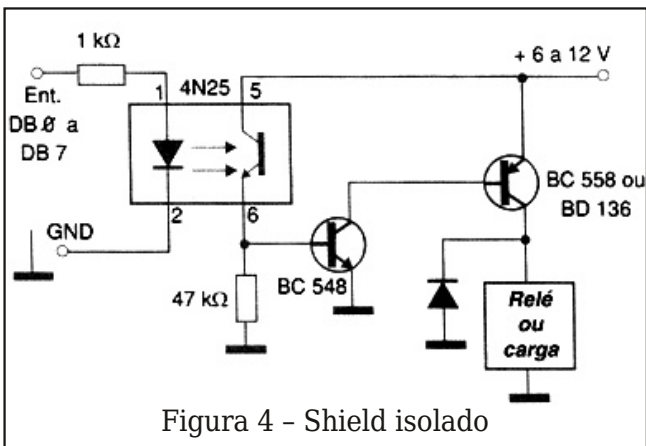 1 kΩ
+ 6 a 12 V
Ent.
DB 0 a
DB 7
1
4N25
5
2
6
GND
BC 558 ou
BD 136
BC 548
47 kΩ
Relé
ou
carga
Figura 4 – Shield isolado